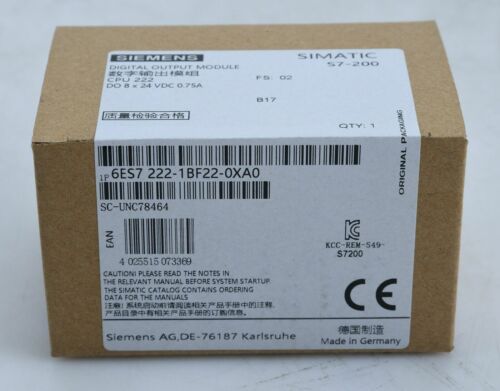 SIEMENS
SIMATIC
S7-200
DIGITAL OUTPUT MODULE
数字输出模组
CPU 222
DO 8 x 24 VDC 0.75A
FS: 02
B17
质量检验合格
QTY: 1
ORIGINAL PACKAGING
1P 6ES7 222-1BF22-0XA0
SC-UNC78464
EAN
4 025515 073369
KCC-REM-S49-
S7200
CAUTION! PLEASE READ THE NOTES IN
THE RELEVANT MANUAL BEFORE SYSTEM STARTUP.
THE SIMATIC CATALOG CONTAINS ORDERING
DATA FOR THE MANUALS
注意! 系统启动前请阅读相关产品手册中的注释。
产品目录中有相关产品手册的订购信息。
CE
Siemens AG,DE-76187 Karlsruhe
德国制造
Made in Germany